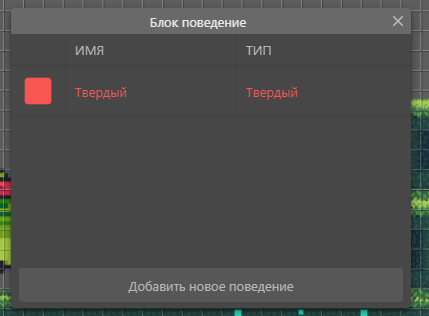 Блок поведение
ИМЯ ТИП
Твердый Твердый
Добавить новое поведение